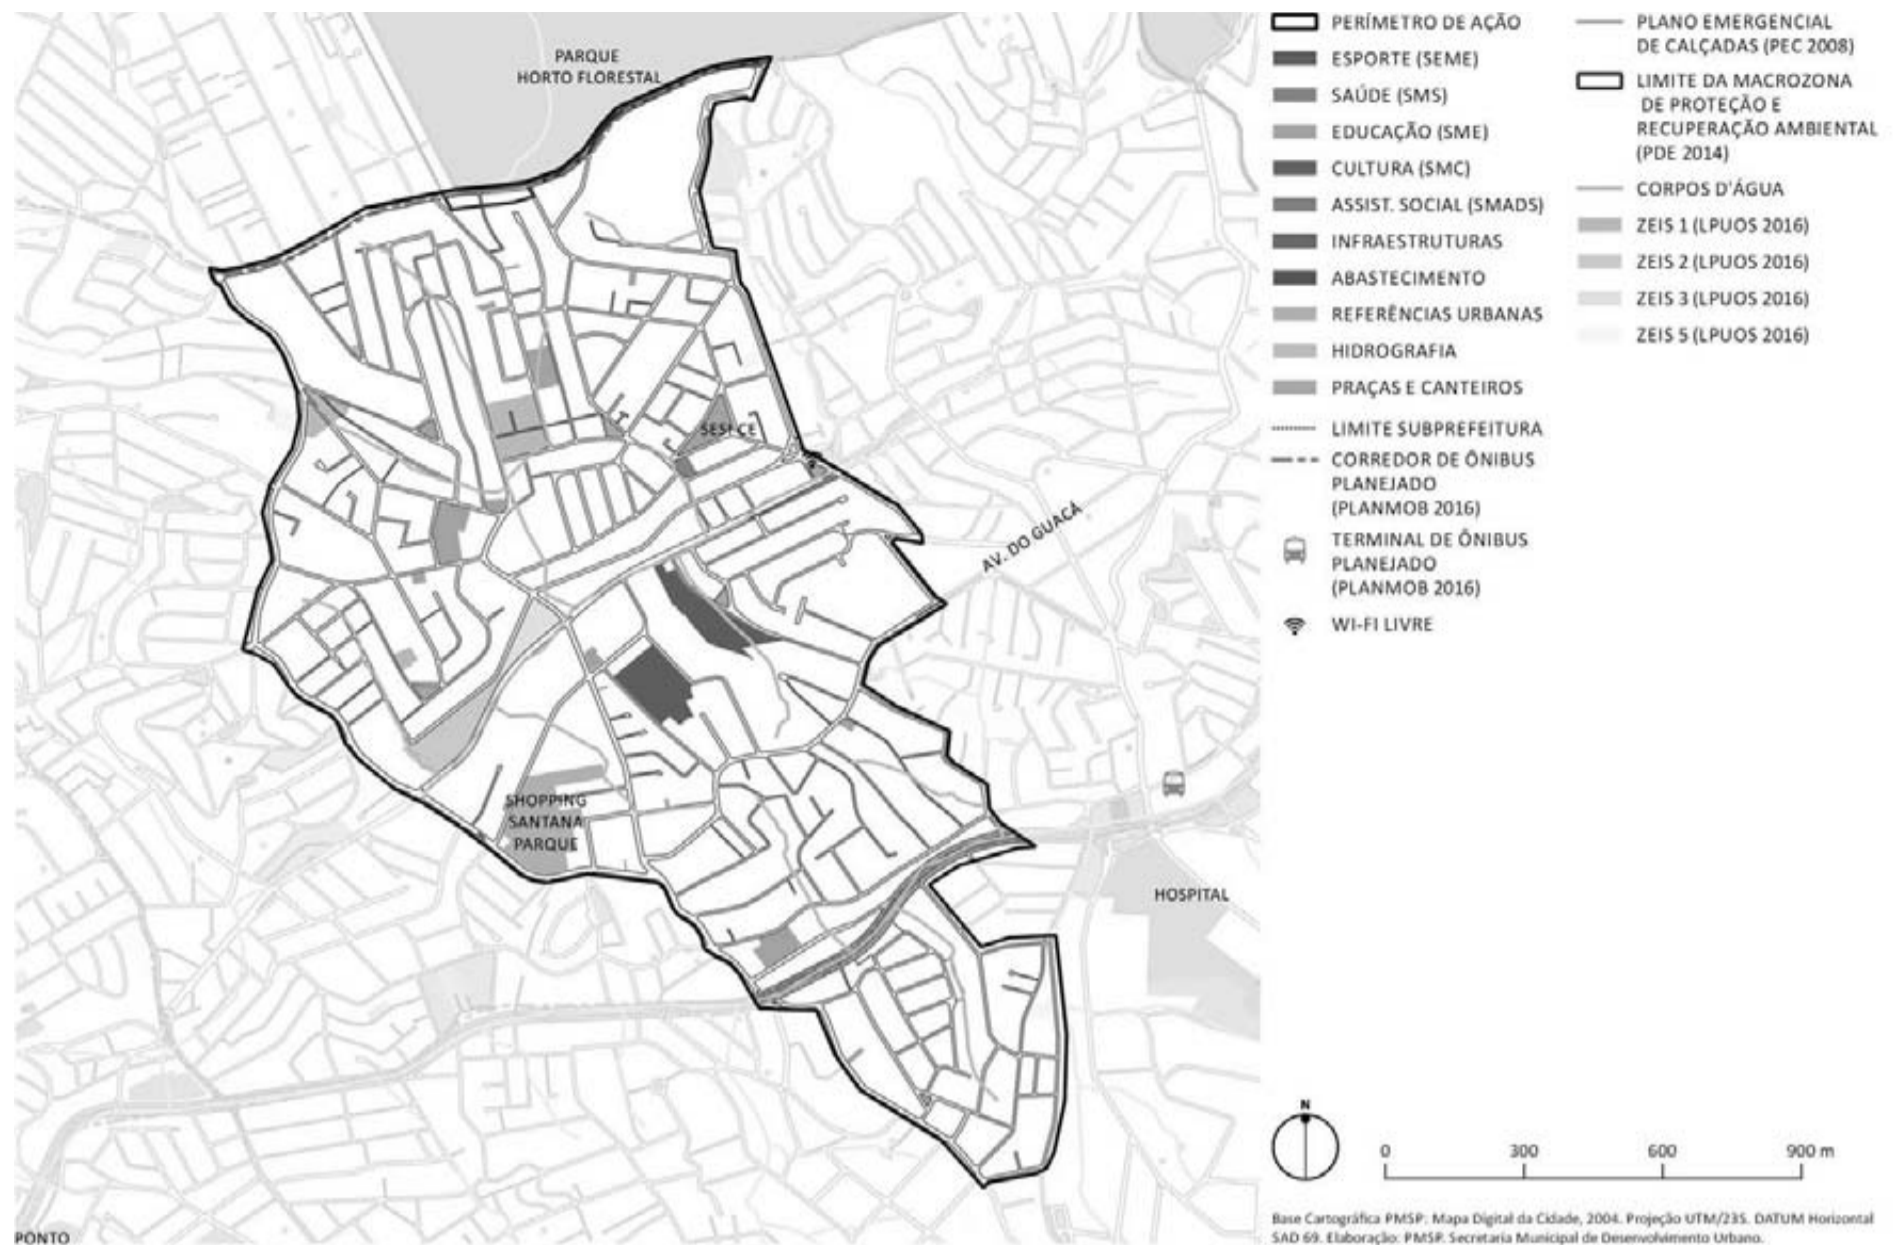 PARQUE
HORTO FLORESTAL
SESI CE
AV. DO GUACÁ
SHOPPING
SANTANA
PARQUE
HOSPITAL
PONTO
PERÍMETRO DE AÇÃO
ESPORTE (SEME)
SAÚDE (SMS)
EDUCAÇÃO (SME)
CULTURA (SMC)
ASSIST. SOCIAL (SMADS)
INFRAESTRUTURAS
ABASTECIMENTO
REFERÊNCIAS URBANAS
HIDROGRAFIA
PRAÇAS E CANTEIROS
LIMITE SUBPREFEITURA
CORREDOR DE ÔNIBUS
PLANEJADO
(PLANMOB 2016)
TERMINAL DE ÔNIBUS
PLANEJADO
(PLANMOB 2016)
WI-FI LIVRE
PLANO EMERGENCIAL
DE CALÇADAS (PEC 2008)
LIMITE DA MACROZONA
DE PROTEÇÃO E
RECUPERAÇÃO AMBIENTAL
(PDE 2014)
CORPOS D'ÁGUA
ZEIS 1 (LPUOS 2016)
ZEIS 2 (LPUOS 2016)
ZEIS 3 (LPUOS 2016)
ZEIS 5 (LPUOS 2016)
N
0 300 600 900 m
Base Cartográfica PMSP: Mapa Digital da Cidade, 2004. Projeção UTM/23S. DATUM Horizontal
SAD 69. Elaboração: PMSP. Secretaria Municipal de Desenvolvimento Urbano.